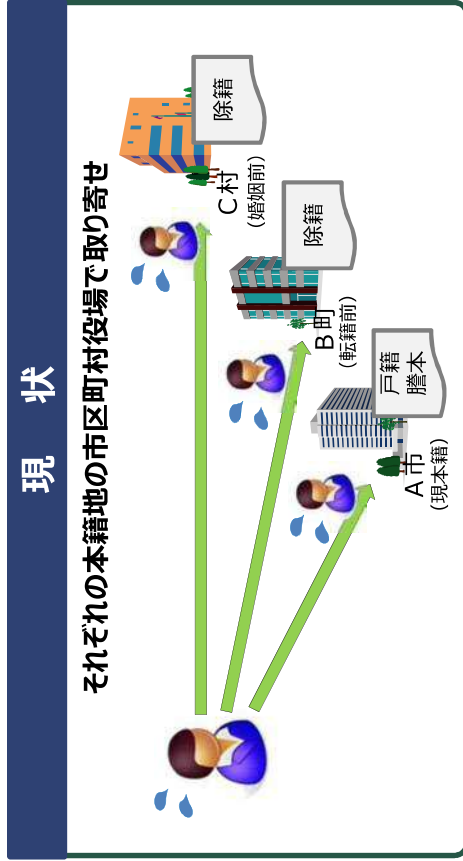 現状
それぞれの本籍地の市区町村役場で取り寄せ
除籍
C村
(婚姻前)
除籍
B町
(転籍前)
戸籍
謄本
A市
(現本籍)